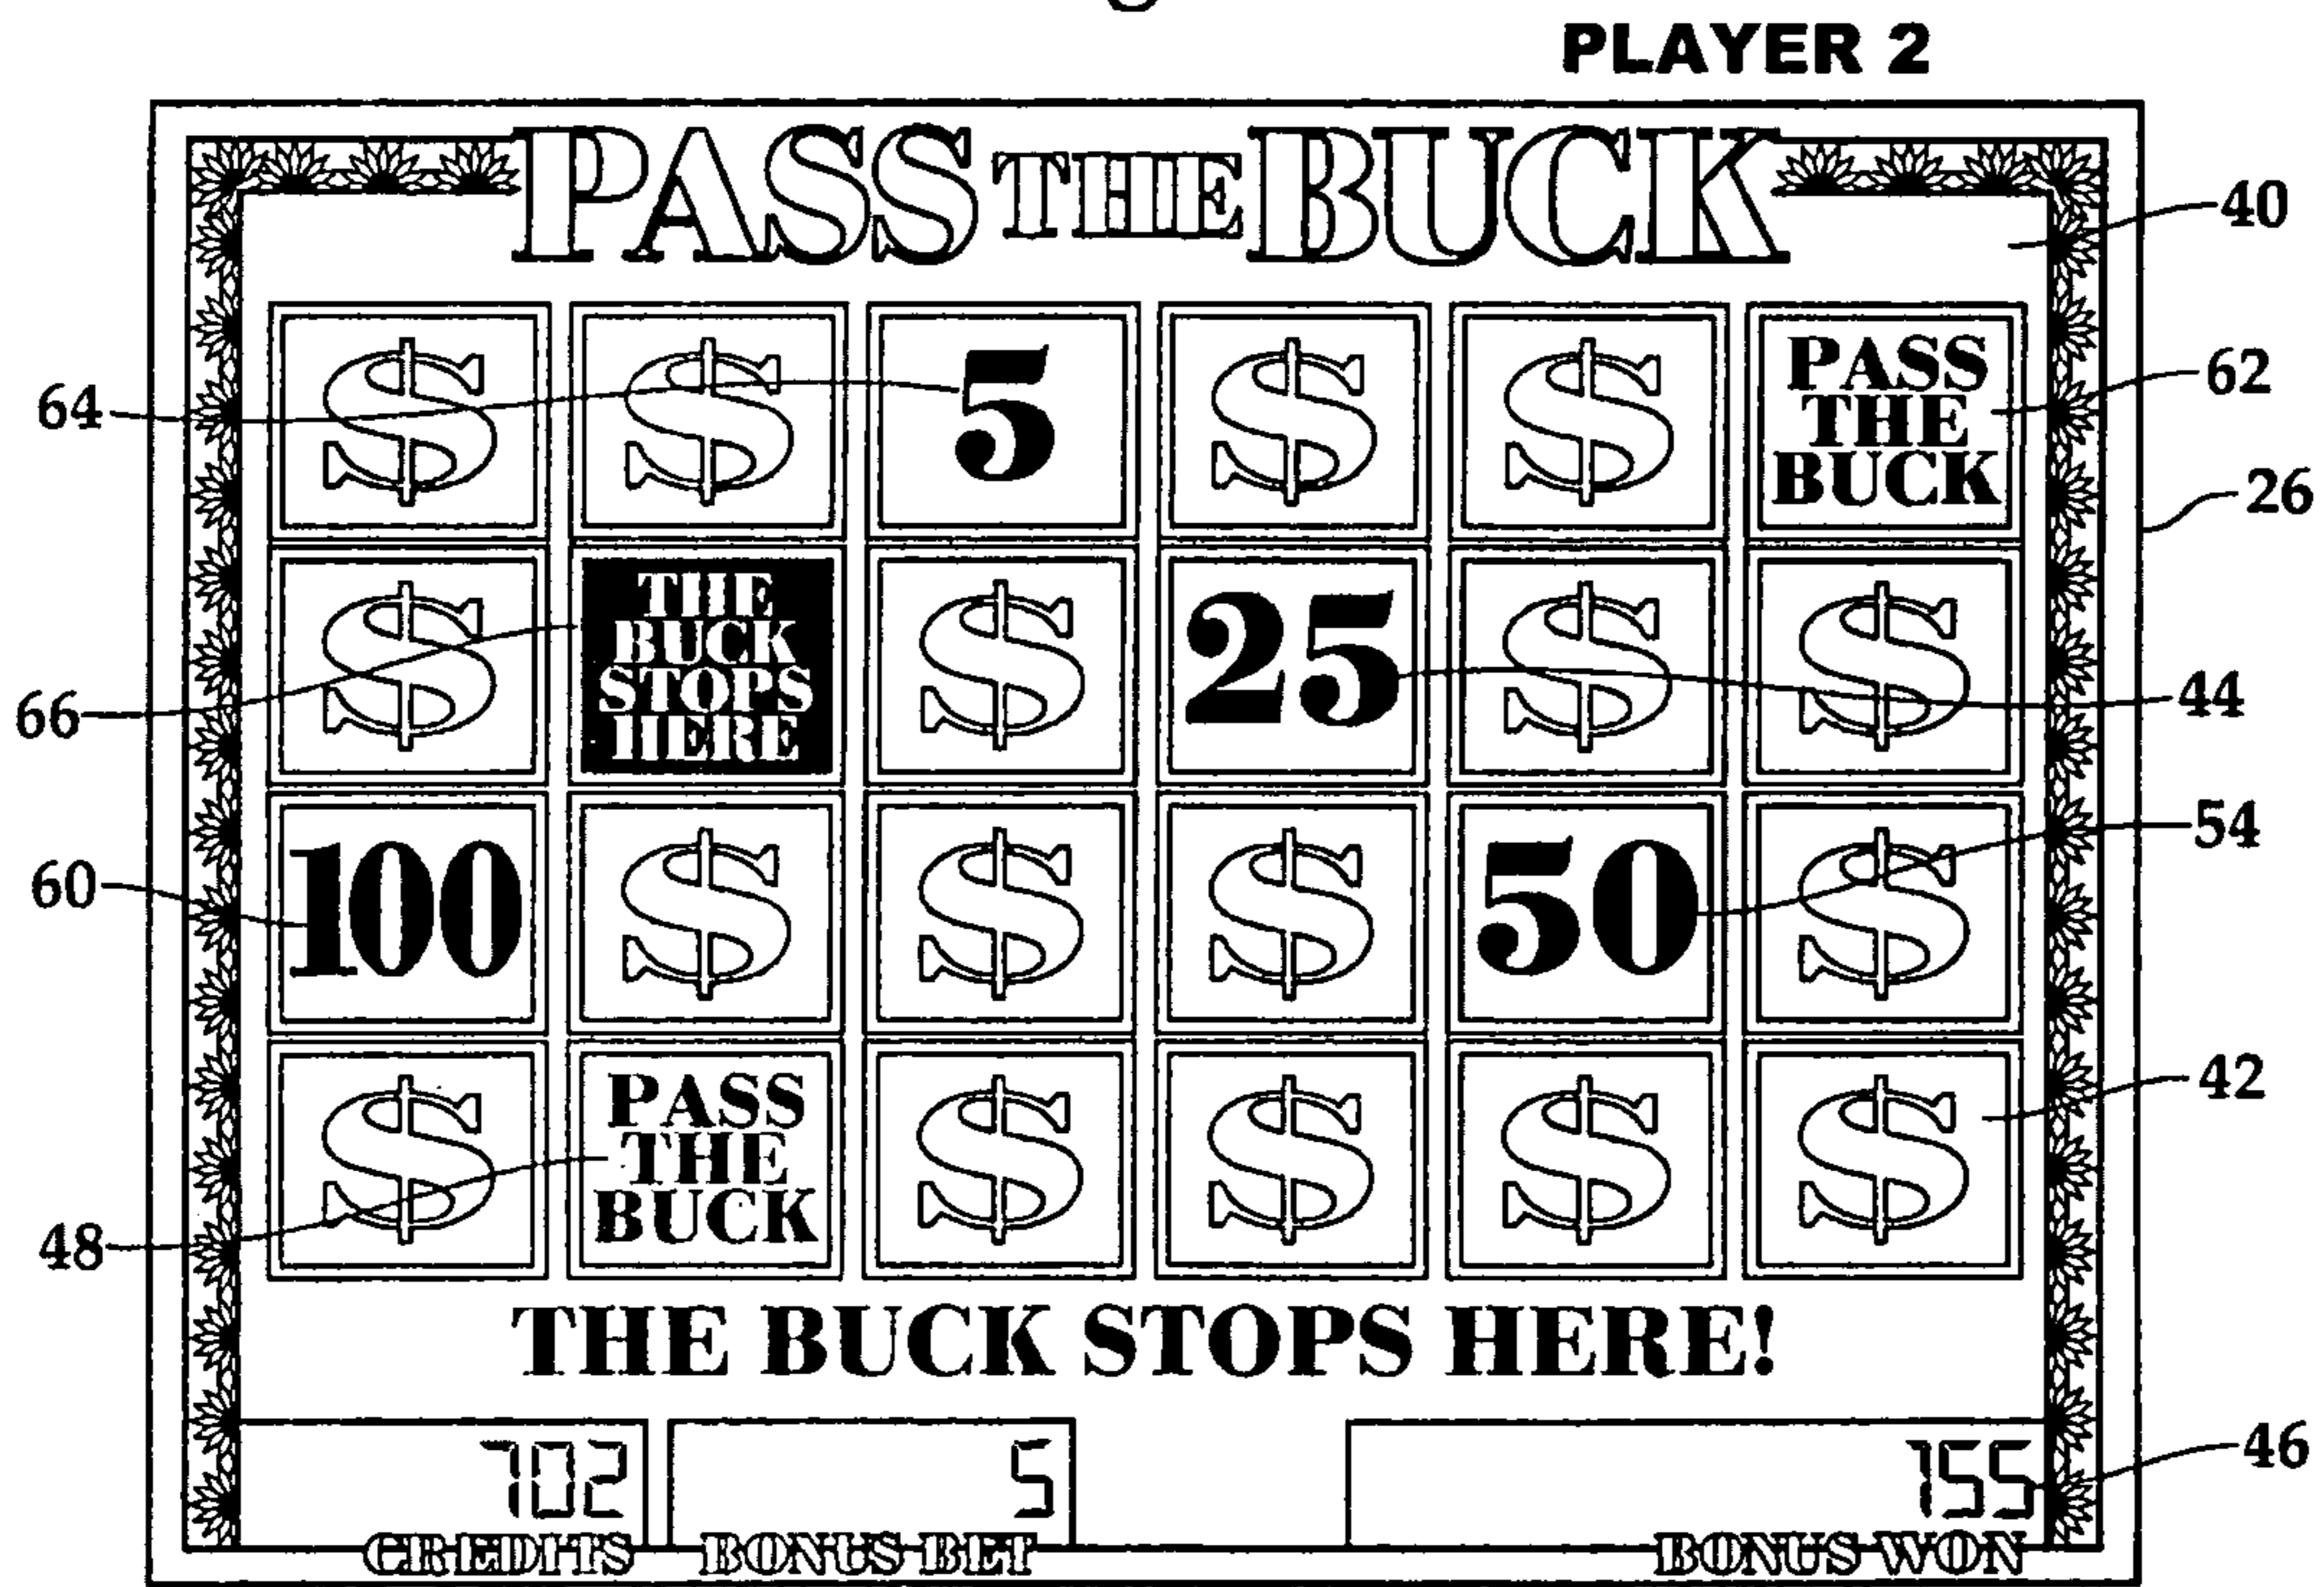 PLAYER 2
PASS THE BUCK
40
$ $ 5 $ $ PASS THE BUCK
64
62
26
$ THE BUCK STOPS HERE $ 25 $ $
66
44
100 $ $ $ 50 $
54
60
$ PASS THE BUCK $ $ $ $
42
48
THE BUCK STOPS HERE!
702 5 155
46
CREDITS BONUS BET BONUS WON